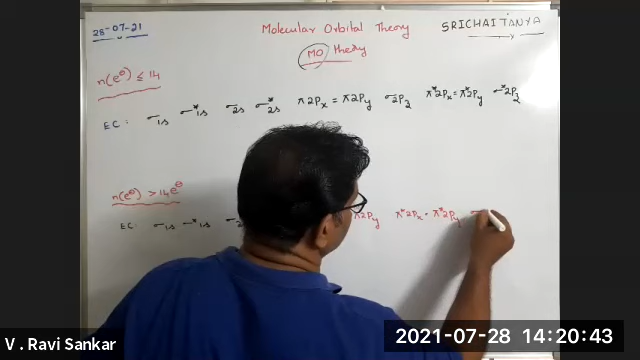 28-07-21
Molecular Orbital Theory
SRICHAITANYA
MO theory
n(e⊖) ≤ 14
EC: σ1s σ*1s σ2s σ*2s π2Px = π2Py σ2Pz π*2Px = π*2Py σ*2Pz
n(e⊖) > 14e⊖
EC: σ1s σ*1s π2Py π*2Px = π*2Py
V . Ravi Sankar
2021-07-28 14:20:43